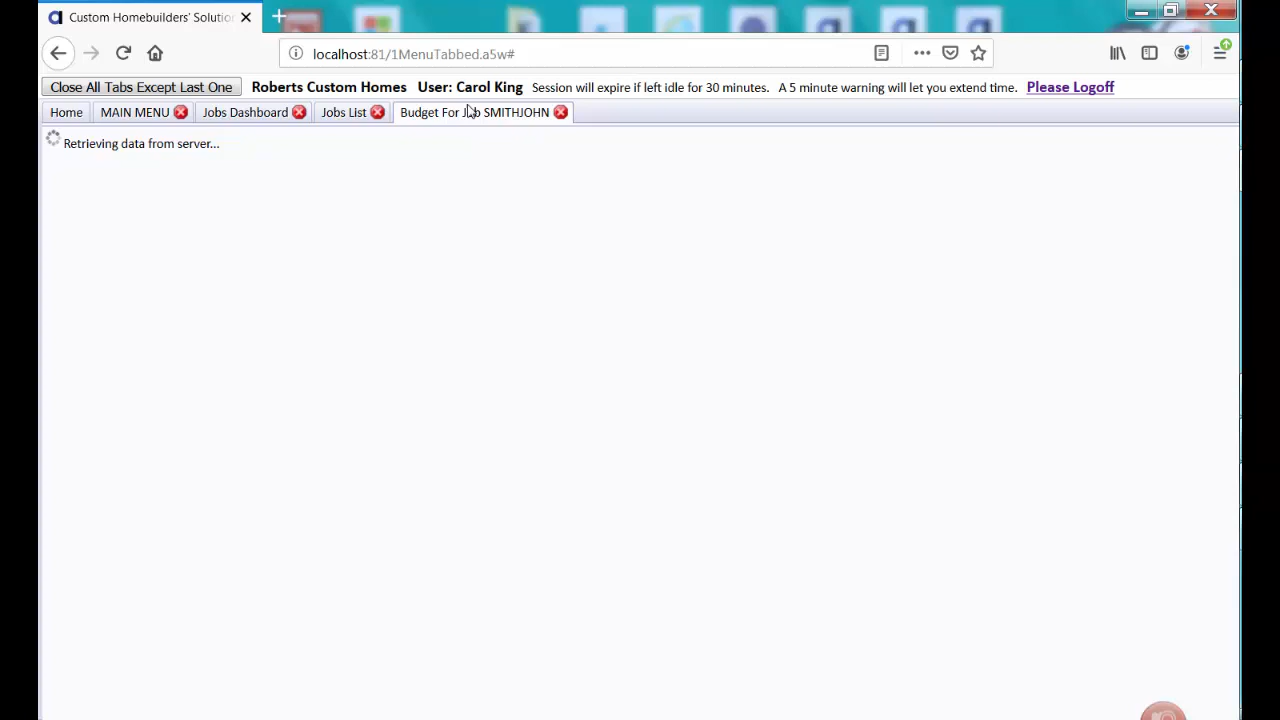 Custom Homebuilders' Solutio
localhost:81/1MenuTabbed.a5w#
Close All Tabs Except Last One Roberts Custom Homes User: Carol King Session will expire if left idle for 30 minutes. A 5 minute warning will let you extend time. Please Logoff
Home MAIN MENU Jobs Dashboard Jobs List Budget For Job SMITHJOHN
Retrieving data from server...